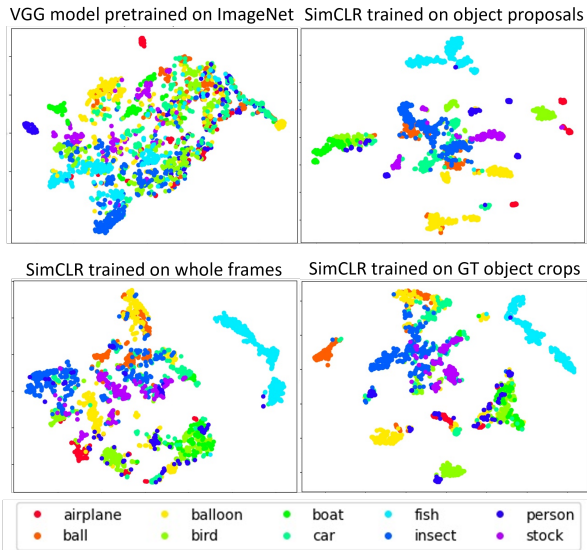 VGG model pretrained on ImageNet
SimCLR trained on object proposals
SimCLR trained on whole frames
SimCLR trained on GT object crops
airplane balloon boat fish person
ball bird car insect stock